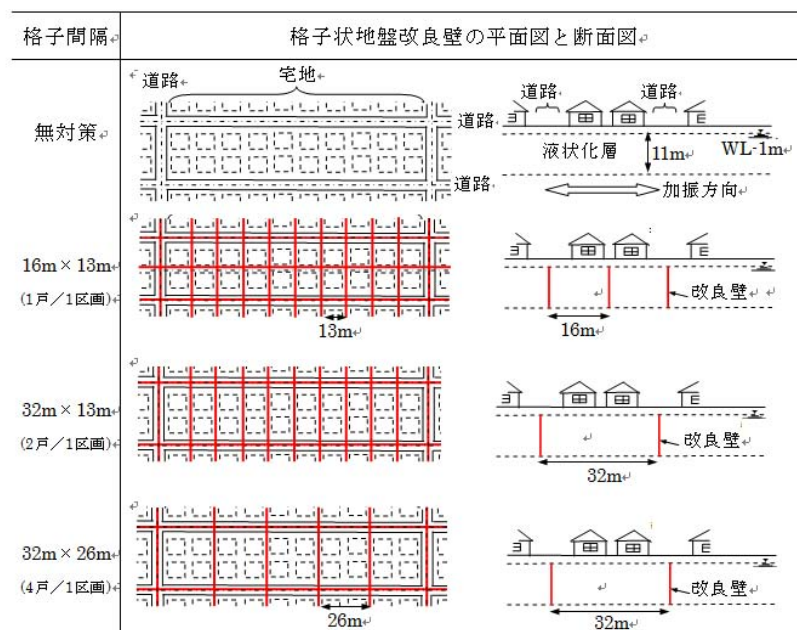 格子間隔 格子状地盤改良壁の平面図と断面図
無対策
道路 宅地
道路
道路
道路 道路
液状化層 11m WL-1m
加振方向
16m×13m
(1戸/1区画)
13m
改良壁
16m
32m×13m
(2戸/1区画)
改良壁
32m
32m×26m
(4戸/1区画)
26m
改良壁
32m